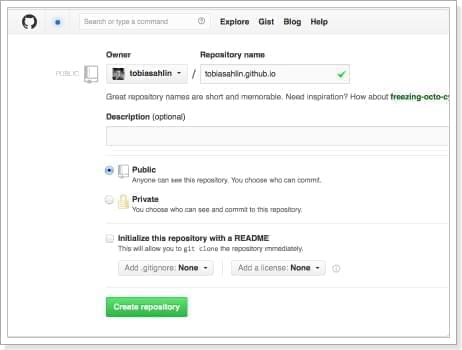 Search or type a command
Explore Gist Blog Help
Owner Repository name
PUBLIC tobiasahlin / tobiasahlin.github.io
Great repository names are short and memorable. Need inspiration? How about freezing-octo-cy
Description (optional)
Public
Anyone can see this repository. You choose who can commit.
Private
You choose who can see and commit to this repository.
Initialize this repository with a README
This will allow you to git clone the repository immediately.
Add .gitignore: None Add a license: None
Create repository